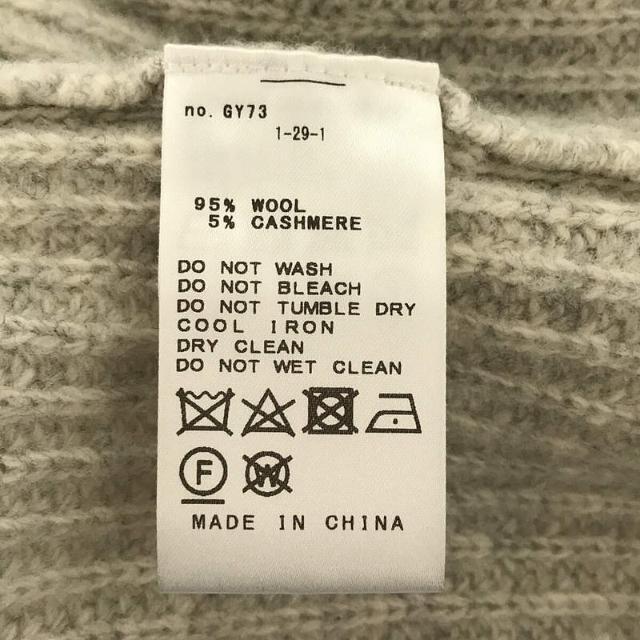 no. GY73
1-29-1
95% WOOL
5% CASHMERE
DO NOT WASH
DO NOT BLEACH
DO NOT TUMBLE DRY
COOL IRON
DRY CLEAN
DO NOT WET CLEAN
F W
MADE IN CHINA